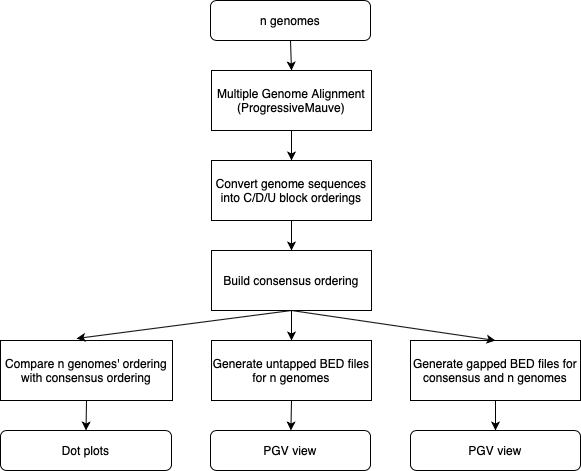 n genomes
Multiple Genome Alignment
(ProgressiveMauve)
Convert genome sequences
into C/D/U block orderings
Build consensus ordering
Compare n genomes' ordering
with consensus ordering
Generate untapped BED files
for n genomes
Generate gapped BED files for
consensus and n genomes
Dot plots
PGV view
PGV view